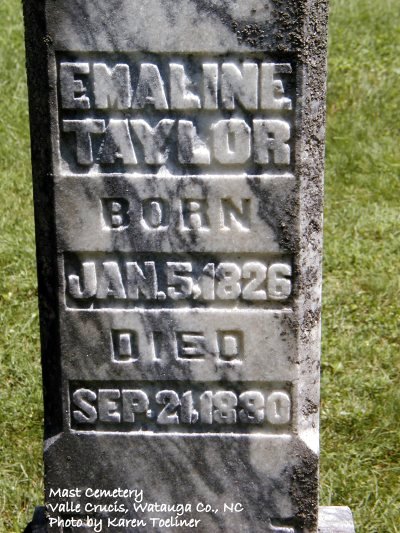 EMALINE
TAYLOR
BORN
JAN. 5, 1826
DIED
SEP. 21, 1880
Mast Cemetery
Valle Crucis, Watauga Co., NC
Photo by Karen Toeliner